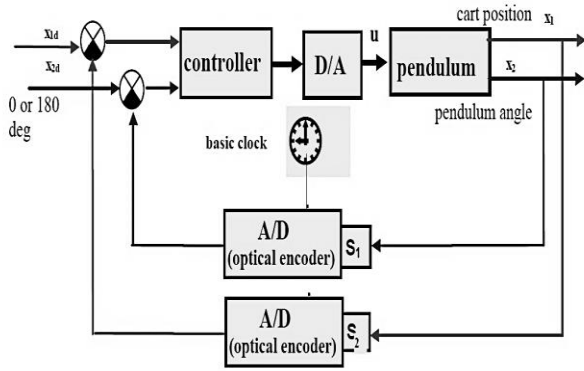 cart position
x1
x1d
u
controller
D/A
pendulum
x2d
x2
0 or 180
deg
pendulum angle
basic clock
A/D
(optical encoder)
S1
A/D
(optical encoder)
S2